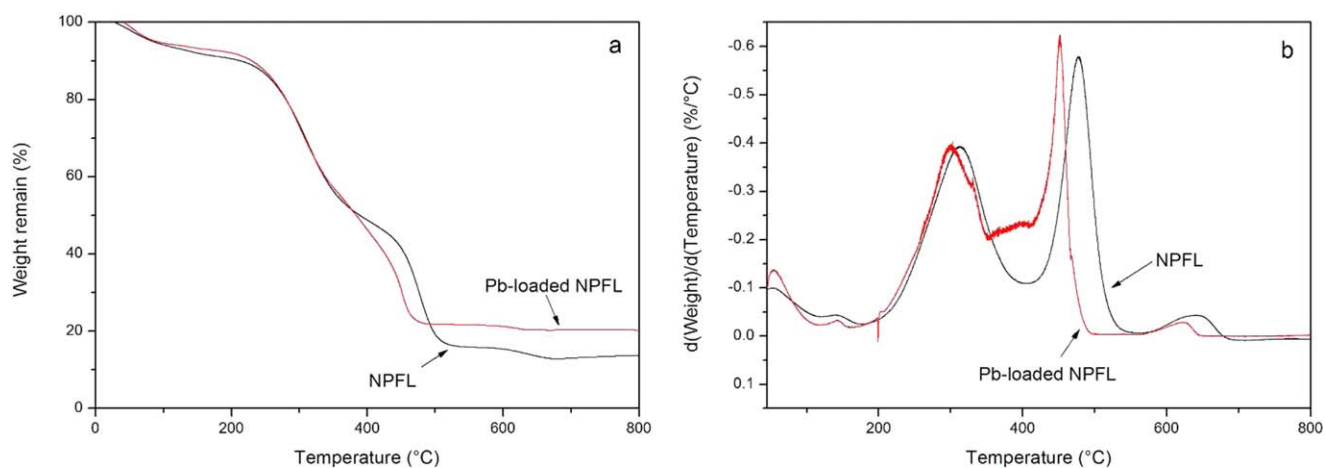 a
Weight remain (%)
100
80
60
40
20
0
Pb-loaded NPFL
NPFL
0
200
400
600
800
Temperature (°C)
b
d(Weight)/d(Temperature) (%/°C)
-0.6
-0.5
-0.4
-0.3
-0.2
-0.1
0.0
0.1
NPFL
Pb-loaded NPFL
200
400
600
800
Temperature (°C)